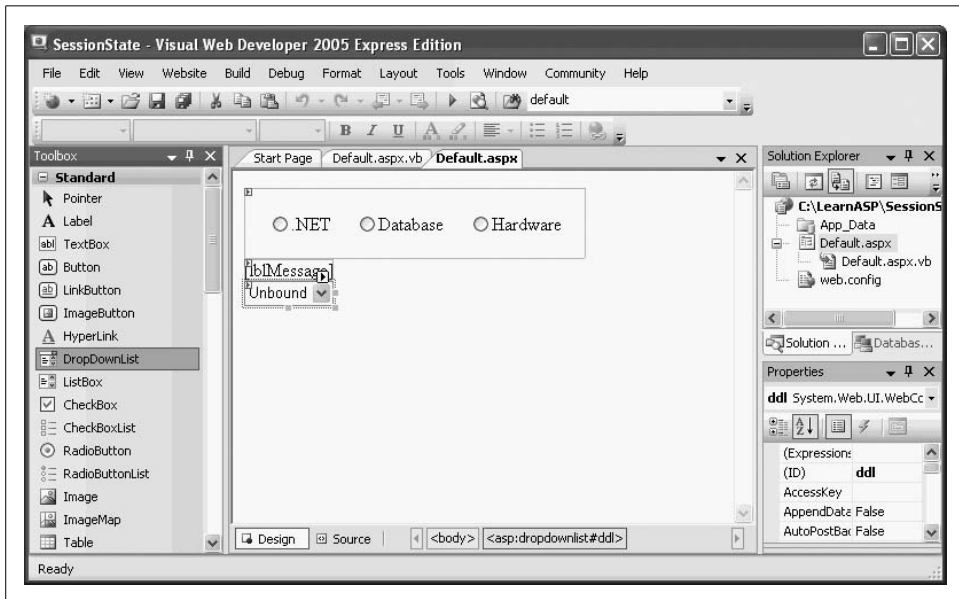 SessionState - Visual Web Developer 2005 Express Edition
File Edit View Website Build Debug Format Layout Tools Window Community Help
default
B I U A
Toolbox
Standard
Pointer
A Label
abl TextBox
ab Button
ab LinkButton
ImageButton
A HyperLink
DropDownList
ListBox
CheckBox
CheckBoxList
RadioButton
RadioButtonList
Image
ImageMap
Table
Start Page Default.aspx.vb Default.aspx
.NET Database Hardware
[lblMessage]
Unbound
Design Source <body> <asp:dropdownlist#ddl>
Solution Explorer
C:\LearnASP\SessionS
App_Data
Default.aspx
Default.aspx.vb
web.config
Solution ... Databas...
Properties
ddl System.Web.UI.WebCc
(Expressions
(ID) ddl
AccessKey
AppendData False
AutoPostBac False
Ready